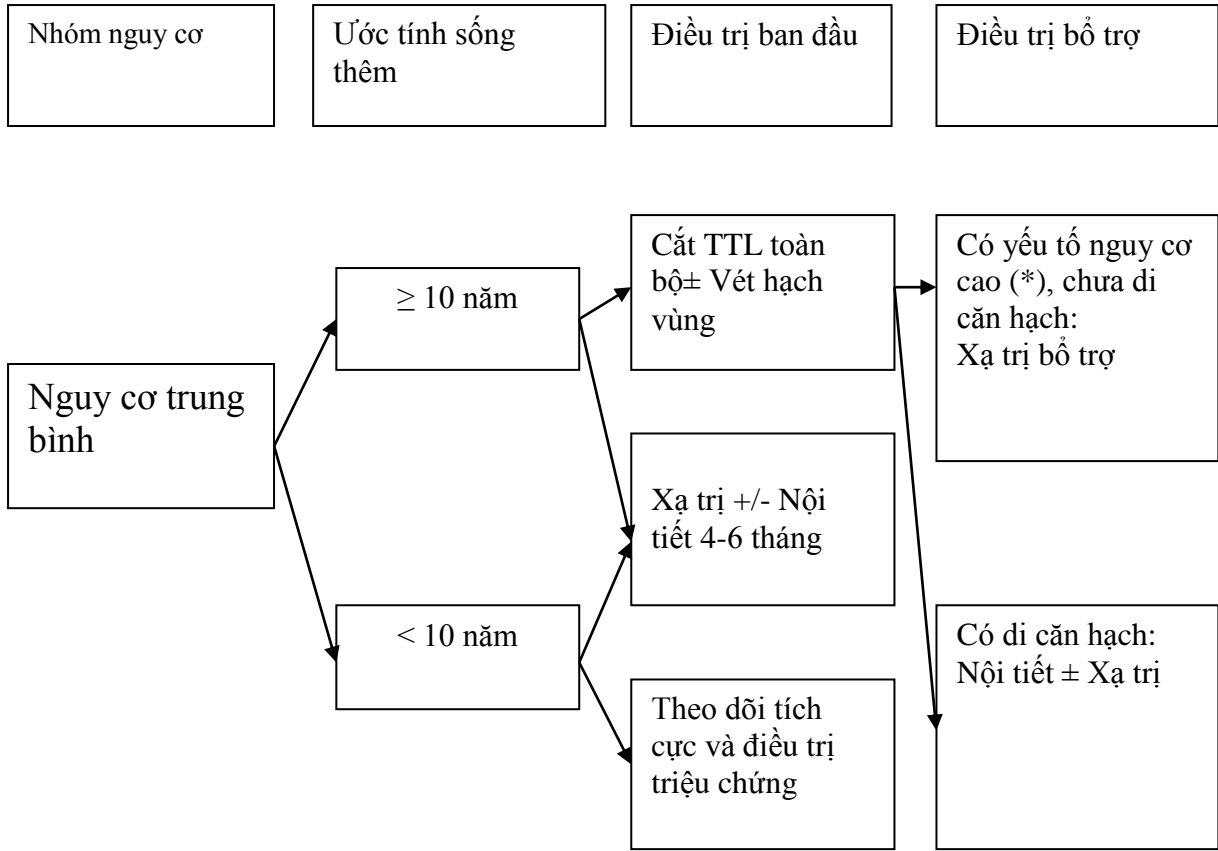 Nhóm nguy cơ
Ước tính sống
thêm
Điều trị ban đầu
Điều trị bổ trợ
Nguy cơ trung
bình
≥ 10 năm
< 10 năm
Cắt TTL toàn
bộ± Vét hạch
vùng
Xạ trị +/- Nội
tiết 4-6 tháng
Theo dõi tích
cực và điều trị
triệu chứng
Có yếu tố nguy cơ
cao (*), chưa di
căn hạch:
Xạ trị bổ trợ
Có di căn hạch:
Nội tiết ± Xạ trị